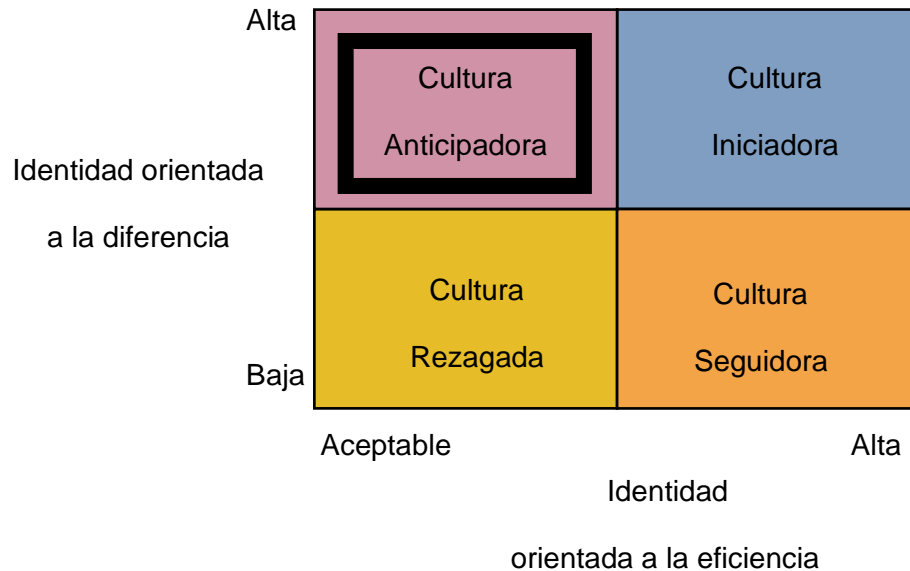 Alta
Cultura
Anticipadora
Cultura
Iniciadora
Identidad orientada
a la diferencia
Cultura
Rezagada
Cultura
Seguidora
Baja
Aceptable
Alta
Identidad
orientada a la eficiencia